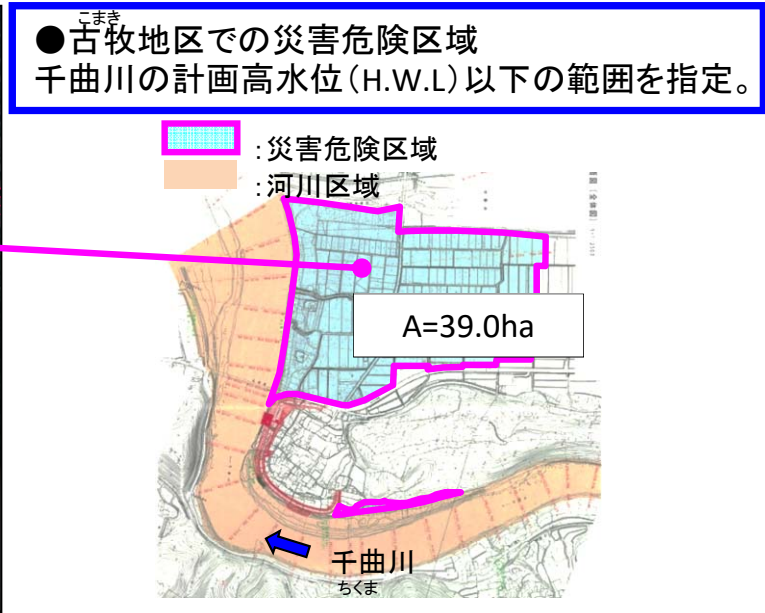 こまき
●古牧地区での災害危険区域
千曲川の計画高水位(H.W.L)以下の範囲を指定。
:災害危険区域
:河川区域
A=39.0ha
千曲川
ちくま